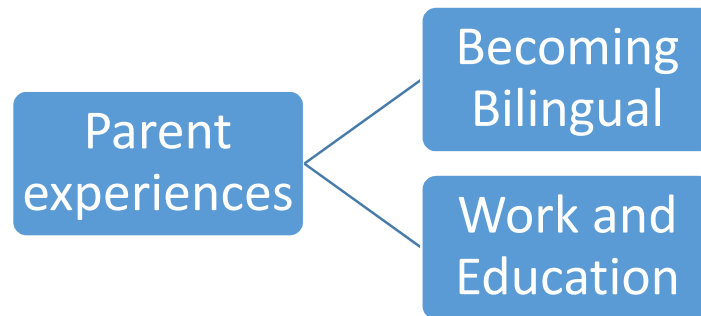 Parent
experiences
Becoming
Bilingual
Work and
Education